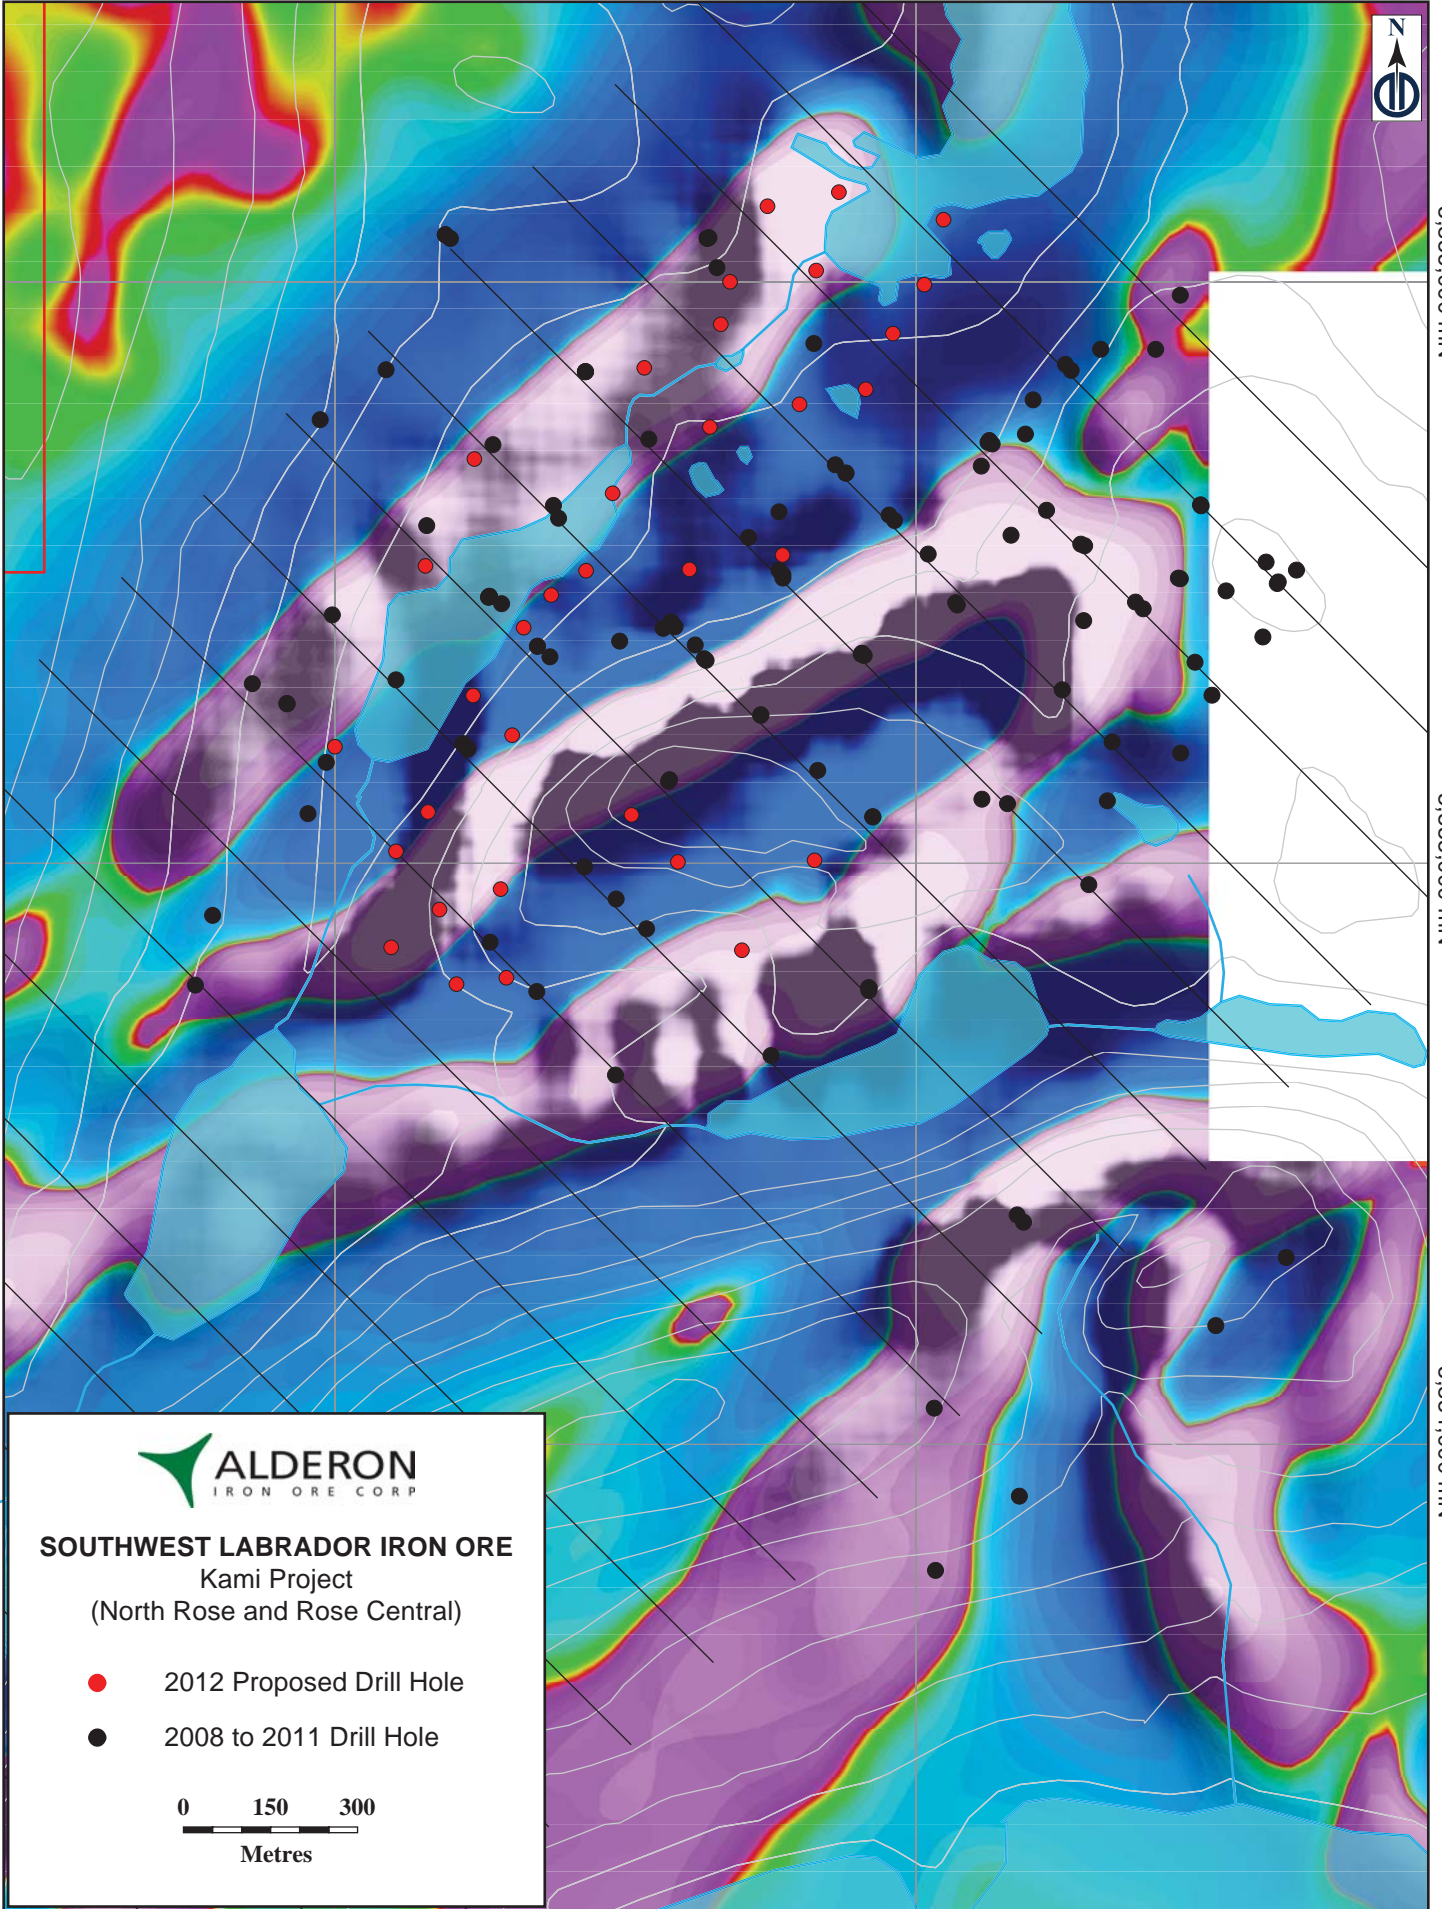 N
ALDERON
IRON ORE CORP
SOUTHWEST LABRADOR IRON ORE
Kami Project
(North Rose and Rose Central)
2012 Proposed Drill Hole
2008 to 2011 Drill Hole
0 150 300
Metres